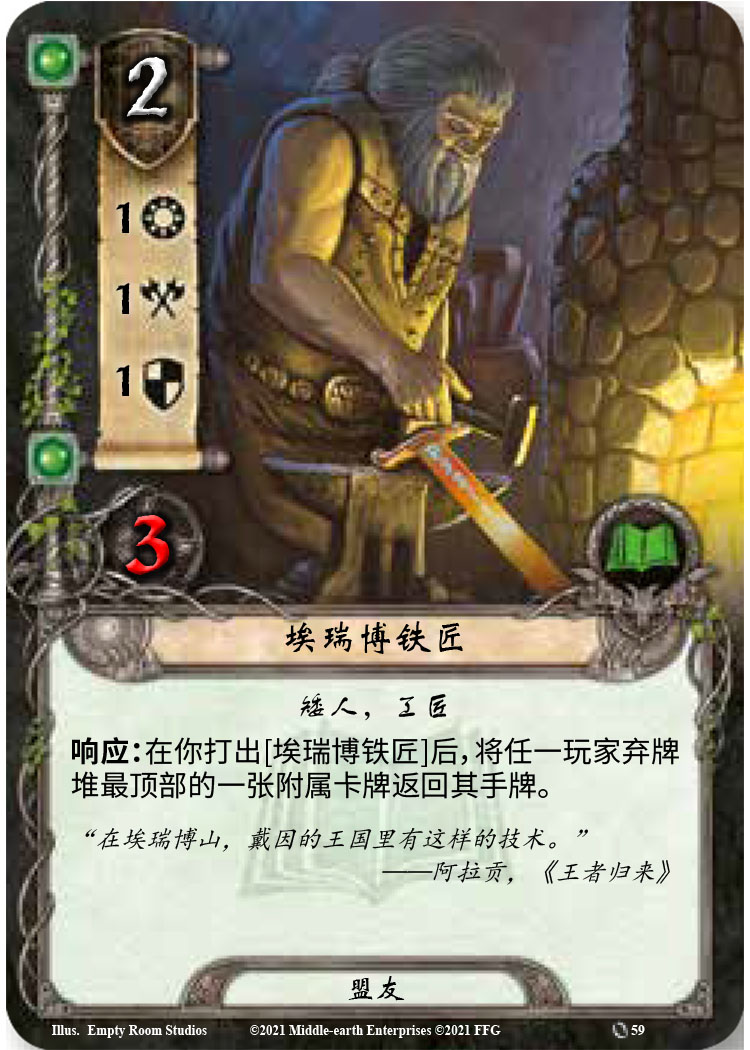 2
1
1
1
3
埃瑞博铁匠
矮人，工匠
响应：在你打出[埃瑞博铁匠]后，将任一玩家弃牌
堆最顶部的一张附属卡牌返回其手牌。
“在埃瑞博山，戴因的王国里有这样的技术。”
——阿拉贡，《王者归来》
盟友
Illus. Empty Room Studios ©2021 Middle-earth Enterprises ©2021 FFG 59